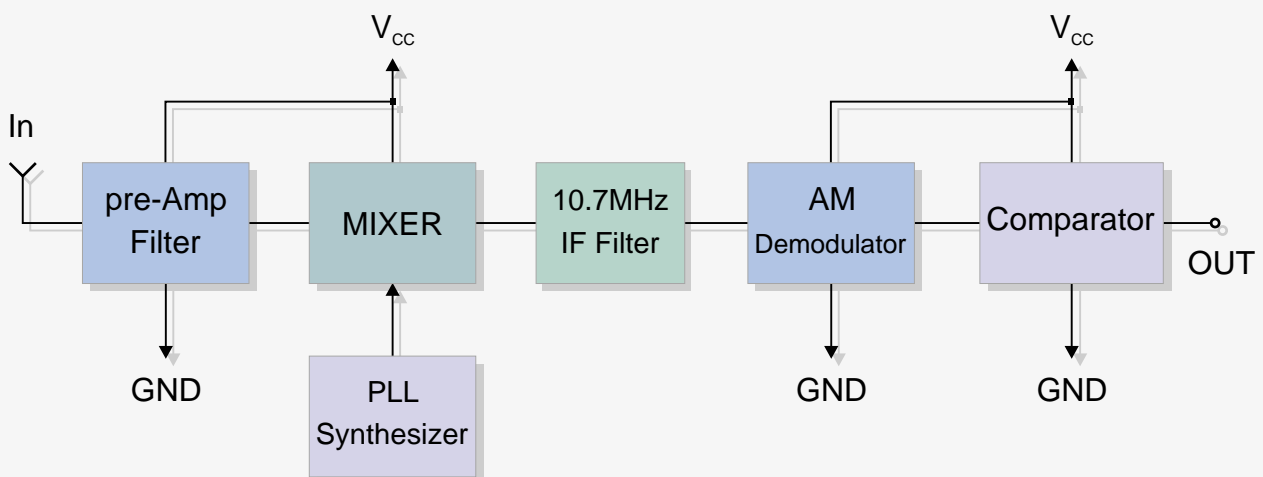 V_CC
V_CC
In
pre-Amp
Filter
MIXER
10.7MHz
IF Filter
AM
Demodulator
Comparator
OUT
GND
PLL
Synthesizer
GND
GND